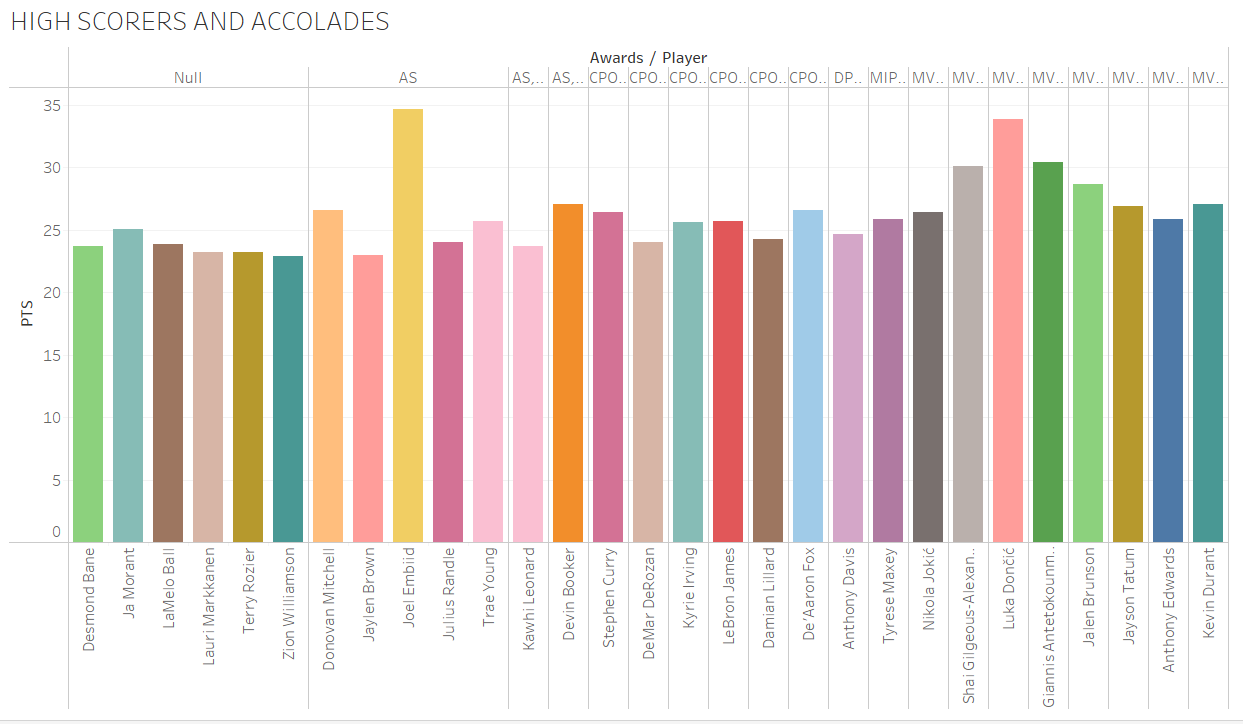 HIGH SCORERS AND ACCOLADES
Awards / Player
Null AS AS,.. AS,.. CPO.. CPO.. CPO.. CPO.. CPO.. CPO.. DP.. MIP.. MV.. MV.. MV.. MV.. MV.. MV.. MV.. MV..
35
30
25
20
15
10
5
0
PTS
Desmond Bane
Ja Morant
LaMelo Ball
Lauri Markkanen
Terry Rozier
Zion Williamson
Donovan Mitchell
Jaylen Brown
Joel Embiid
Julius Randle
Trae Young
Kawhi Leonard
Devin Booker
Stephen Curry
DeMar DeRozan
Kyrie Irving
LeBron James
Damian Lillard
De'Aaron Fox
Anthony Davis
Tyrese Maxey
Nikola Jokić
Shai Gilgeous-Alexan..
Luka Dončić
Giannis Antetokounm..
Jalen Brunson
Jayson Tatum
Anthony Edwards
Kevin Durant